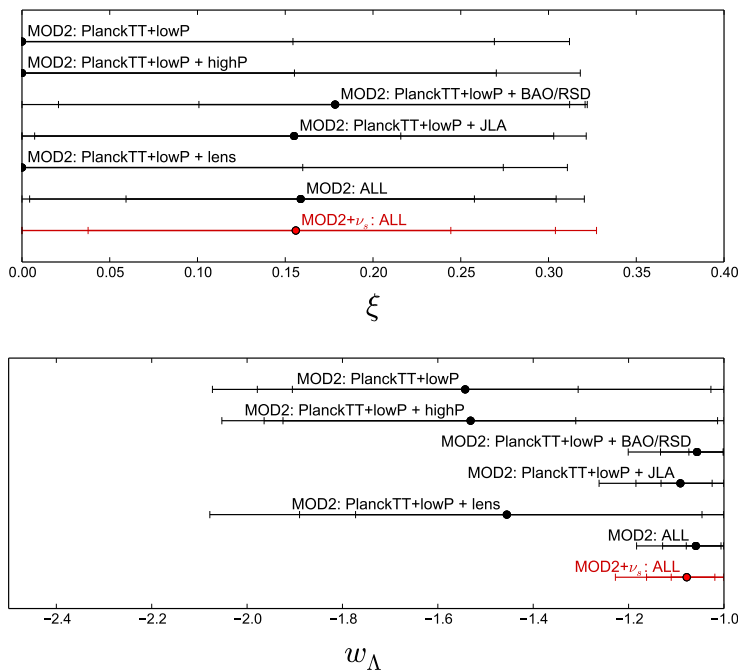 MOD2: PlanckTT+lowP
MOD2: PlanckTT+lowP + highP
MOD2: PlanckTT+lowP + BAO/RSD
MOD2: PlanckTT+lowP + JLA
MOD2: PlanckTT+lowP + lens
MOD2: ALL
MOD2+νs: ALL
0.00 0.05 0.10 0.15 0.20 0.25 0.30 0.35 0.40
ξ
MOD2: PlanckTT+lowP
MOD2: PlanckTT+lowP + highP
MOD2: PlanckTT+lowP + BAO/RSD
MOD2: PlanckTT+lowP + JLA
MOD2: PlanckTT+lowP + lens
MOD2: ALL
MOD2+νs: ALL
−2.4 −2.2 −2.0 −1.8 −1.6 −1.4 −1.2 −1.0
wΛ